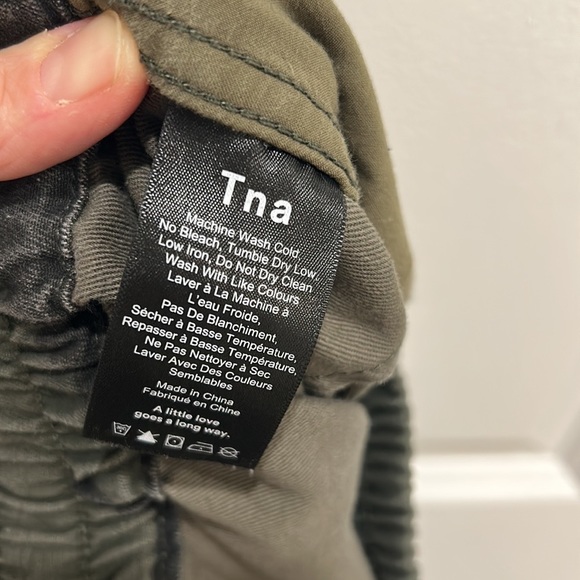 Tna
Machine Wash Cold,
No Bleach, Tumble Dry Low,
Low Iron, Do Not Dry Clean
Wash With Like Colours
Laver à La Machine à
L'eau Froide,
Pas De Blanchiment,
Sécher à Basse Température,
Repasser à Basse Température,
Ne Pas Nettoyer à Sec
Laver Avec Des Couleurs
Semblables
Made in China
Fabriqué en Chine
A little love
goes a long way.